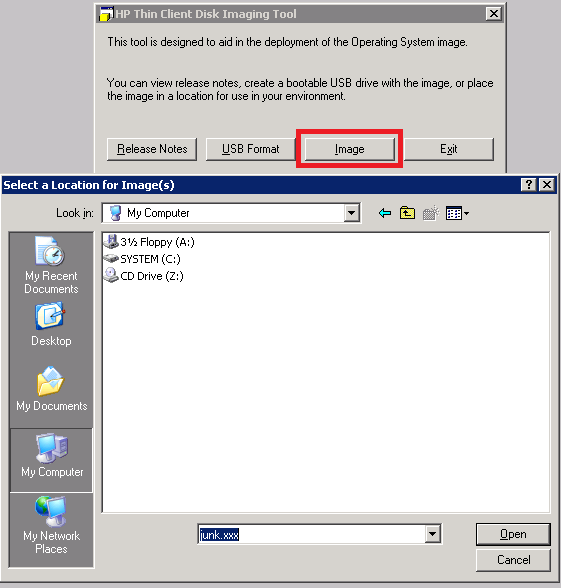 HP Thin Client Disk Imaging Tool
This tool is designed to aid in the deployment of the Operating System image.
You can view release notes, create a bootable USB drive with the image, or place
the image in a location for use in your environment.
Release Notes
USB Format
Image
Exit
Select a Location for Image(s)
Look in:
My Computer
3½ Floppy (A:)
SYSTEM (C:)
CD Drive (Z:)
My Recent
Documents
Desktop
My Documents
My Computer
My Network
Places
junk.xxx
Open
Cancel